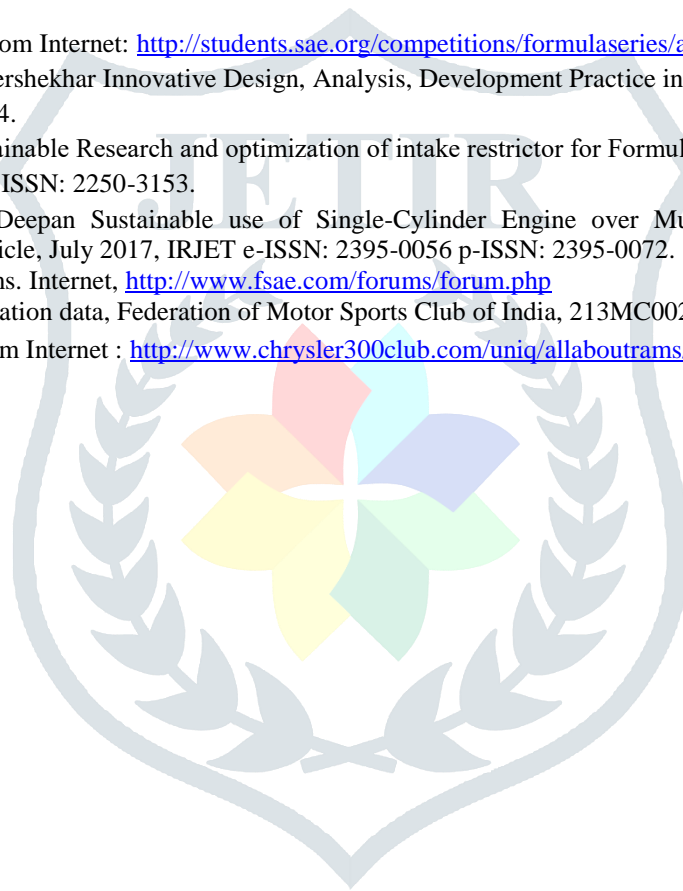 om Internet: http://students.sae.org/competitions/formulaseries/a
ershekhar Innovative Design, Analysis, Development Practice in
4.
ainable Research and optimization of intake restrictor for Formul
ISSN: 2250-3153.
Deepan Sustainable use of Single-Cylinder Engine over Mu
icle, July 2017, IRJET e-ISSN: 2395-0056 p-ISSN: 2395-0072.
ns. Internet, http://www.fsae.com/forums/forum.php
ation data, Federation of Motor Sports Club of India, 213MC002
m Internet : http://www.chrysler300club.com/uniq/allaboutrams/
JETIR